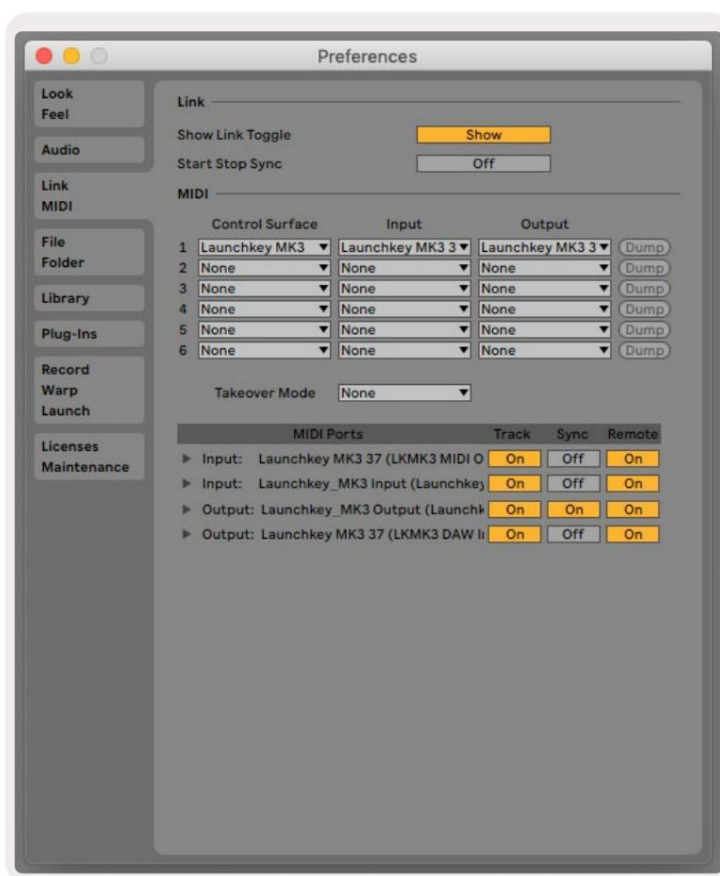 Preferences
Look
Feel
Audio
Link
MIDI
File
Folder
Library
Plug-Ins
Record
Warp
Launch
Licenses
Maintenance
Link
Show Link Toggle Show
Start Stop Sync Off
MIDI
Control Surface Input Output
1 Launchkey MK3 Launchkey MK3 3 Launchkey MK3 3 Dump
2 None None None Dump
3 None None None Dump
4 None None None Dump
5 None None None Dump
6 None None None Dump
Takeover Mode None
MIDI Ports Track Sync Remote
Input: Launchkey MK3 37 (LKMK3 MIDI O On Off On
Input: Launchkey_MK3 Input (Launchkey On Off On
Output: Launchkey_MK3 Output (Launchk On On On
Output: Launchkey MK3 37 (LKMK3 DAW In On Off On